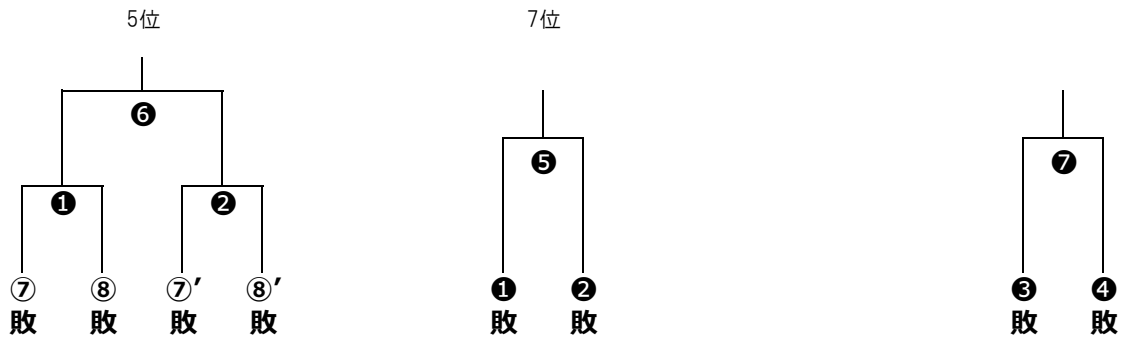 5位 7位
❻
❺ ❼
❶ ❷
⑦ ⑧ ⑦′ ⑧′ ❶ ❷ ❸ ❹
敗 敗 敗 敗 敗 敗 敗 敗